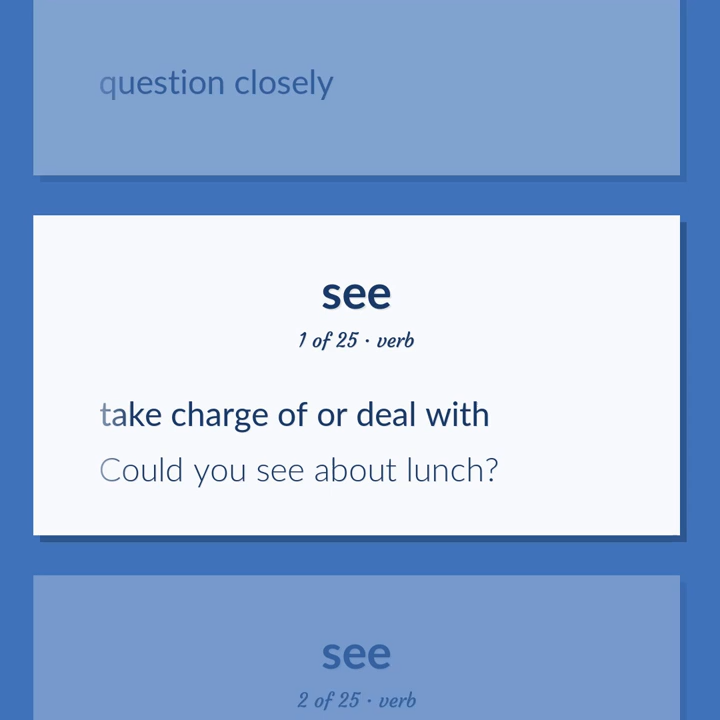 question closely
see
1 of 25 · verb
take charge of or deal with
Could you see about lunch?
see
2 of 25 · verb